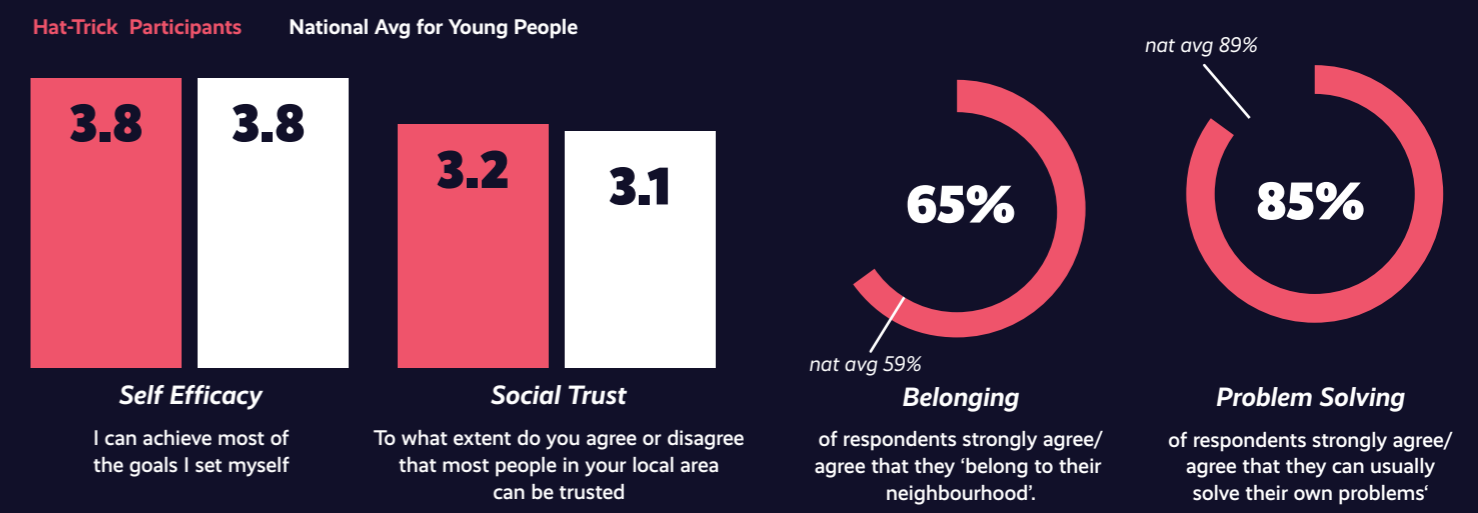 Hat-Trick Participants
National Avg for Young People
3.8
3.8
Self Efficacy
I can achieve most of
the goals I set myself
3.2
3.1
Social Trust
To what extent do you agree or disagree
that most people in your local area
can be trusted
65%
nat avg 59%
Belonging
of respondents strongly agree/
agree that they ‘belong to their
neighbourhood’.
nat avg 89%
85%
Problem Solving
of respondents strongly agree/
agree that they can usually
solve their own problems‘